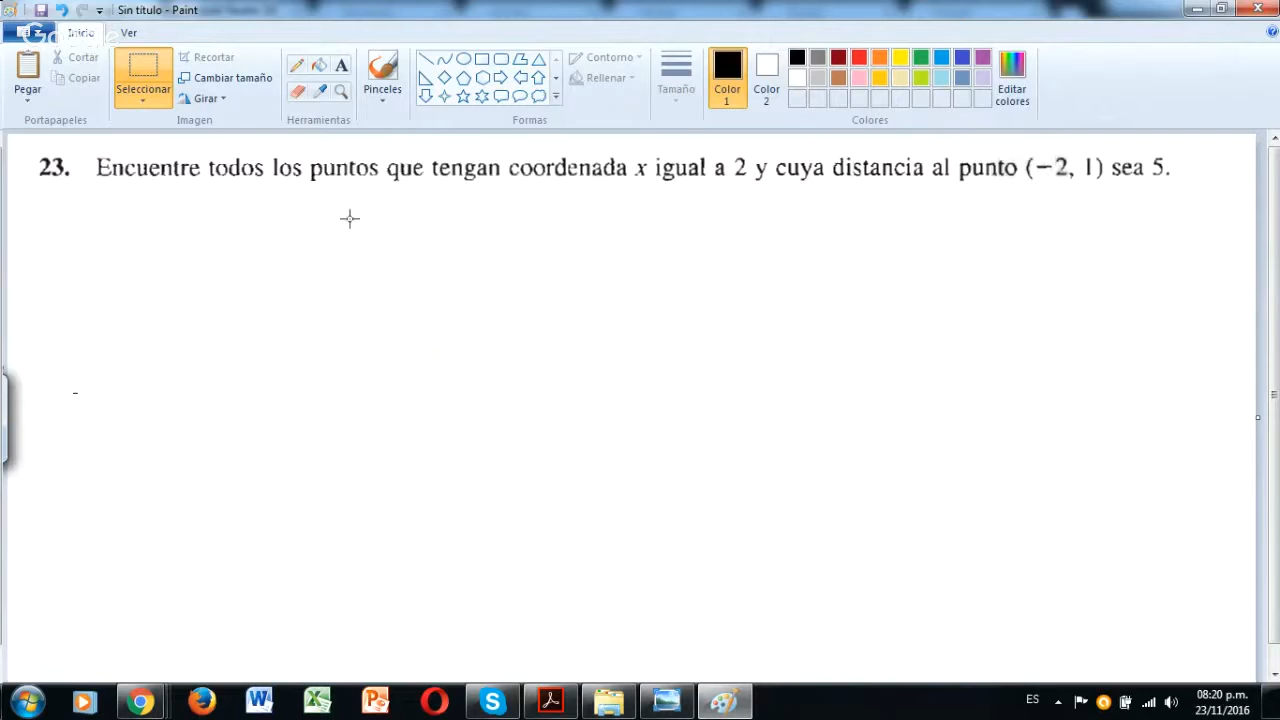 Sin título - Paint
Inicio
Ver
Pegar
Cortar
Copiar
Portapapeles
Seleccionar
Recortar
Cambiar tamaño
Girar
Imagen
Herramientas
Pinceles
Contorno
Rellenar
Formas
Tamaño
Color 1
Color 2
Editar colores
Colores
23. Encuentre todos los puntos que tengan coordenada x igual a 2 y cuya distancia al punto (−2, 1) sea 5.
ES
08:20 p.m.
23/11/2016